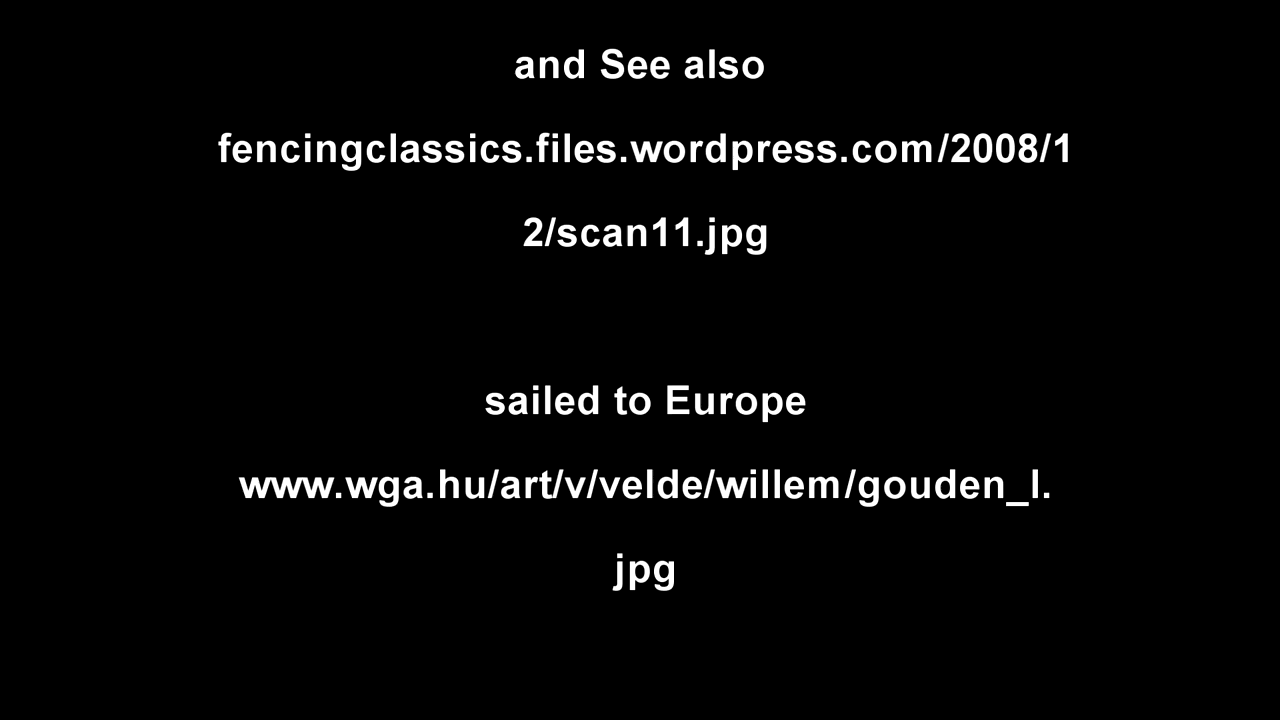 and See also
fencingclassics.files.wordpress.com/2008/1
2/scan11.jpg
sailed to Europe
www.wga.hu/art/v/velde/willem/gouden_l.
jpg